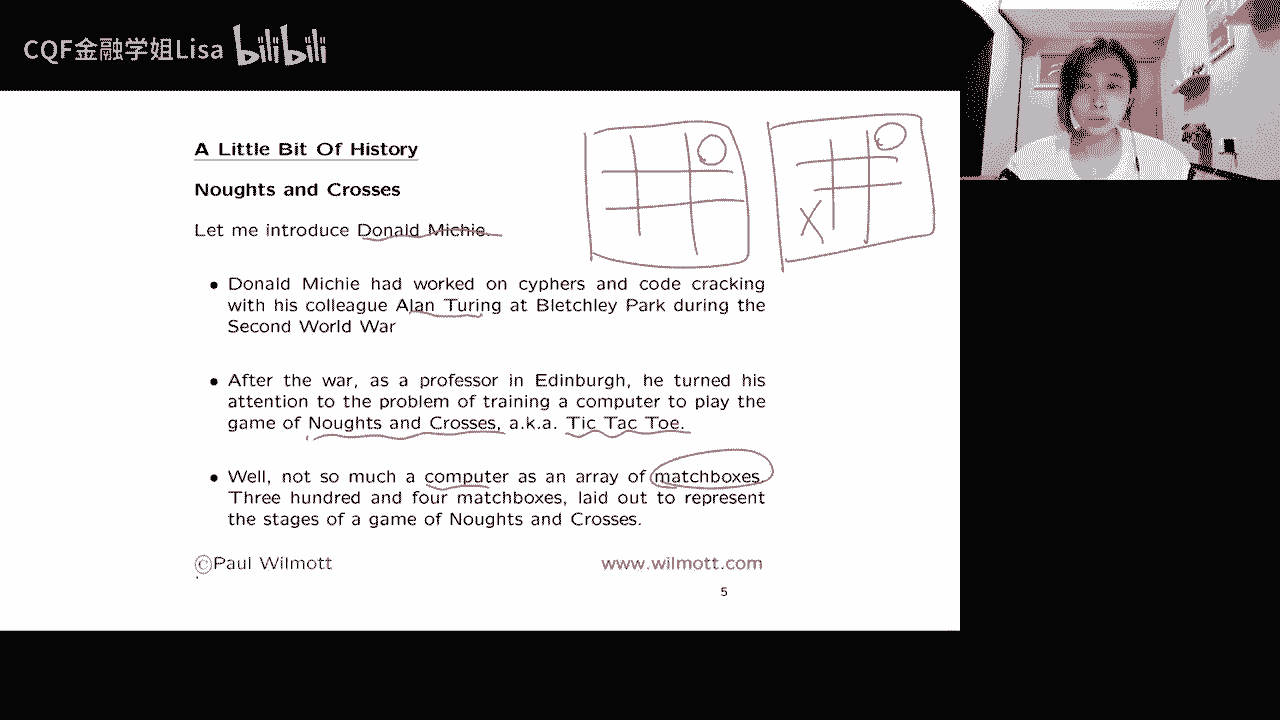 CQF金融学姐Lisa bilibili
A Little Bit Of History
Noughts and Crosses
Let me introduce Donald Michie.
• Donald Michie had worked on cyphers and code cracking
with his colleague Alan Turing at Bletchley Park during the
Second World War
• After the war, as a professor in Edinburgh, he turned his
attention to the problem of training a computer to play the
game of Noughts and Crosses, a.k.a. Tic Tac Toe.
• Well, not so much a computer as an array of matchboxes.
Three hundred and four matchboxes, laid out to represent
the stages of a game of Noughts and Crosses.
©Paul Wilmott www.wilmott.com
5
O
O
X